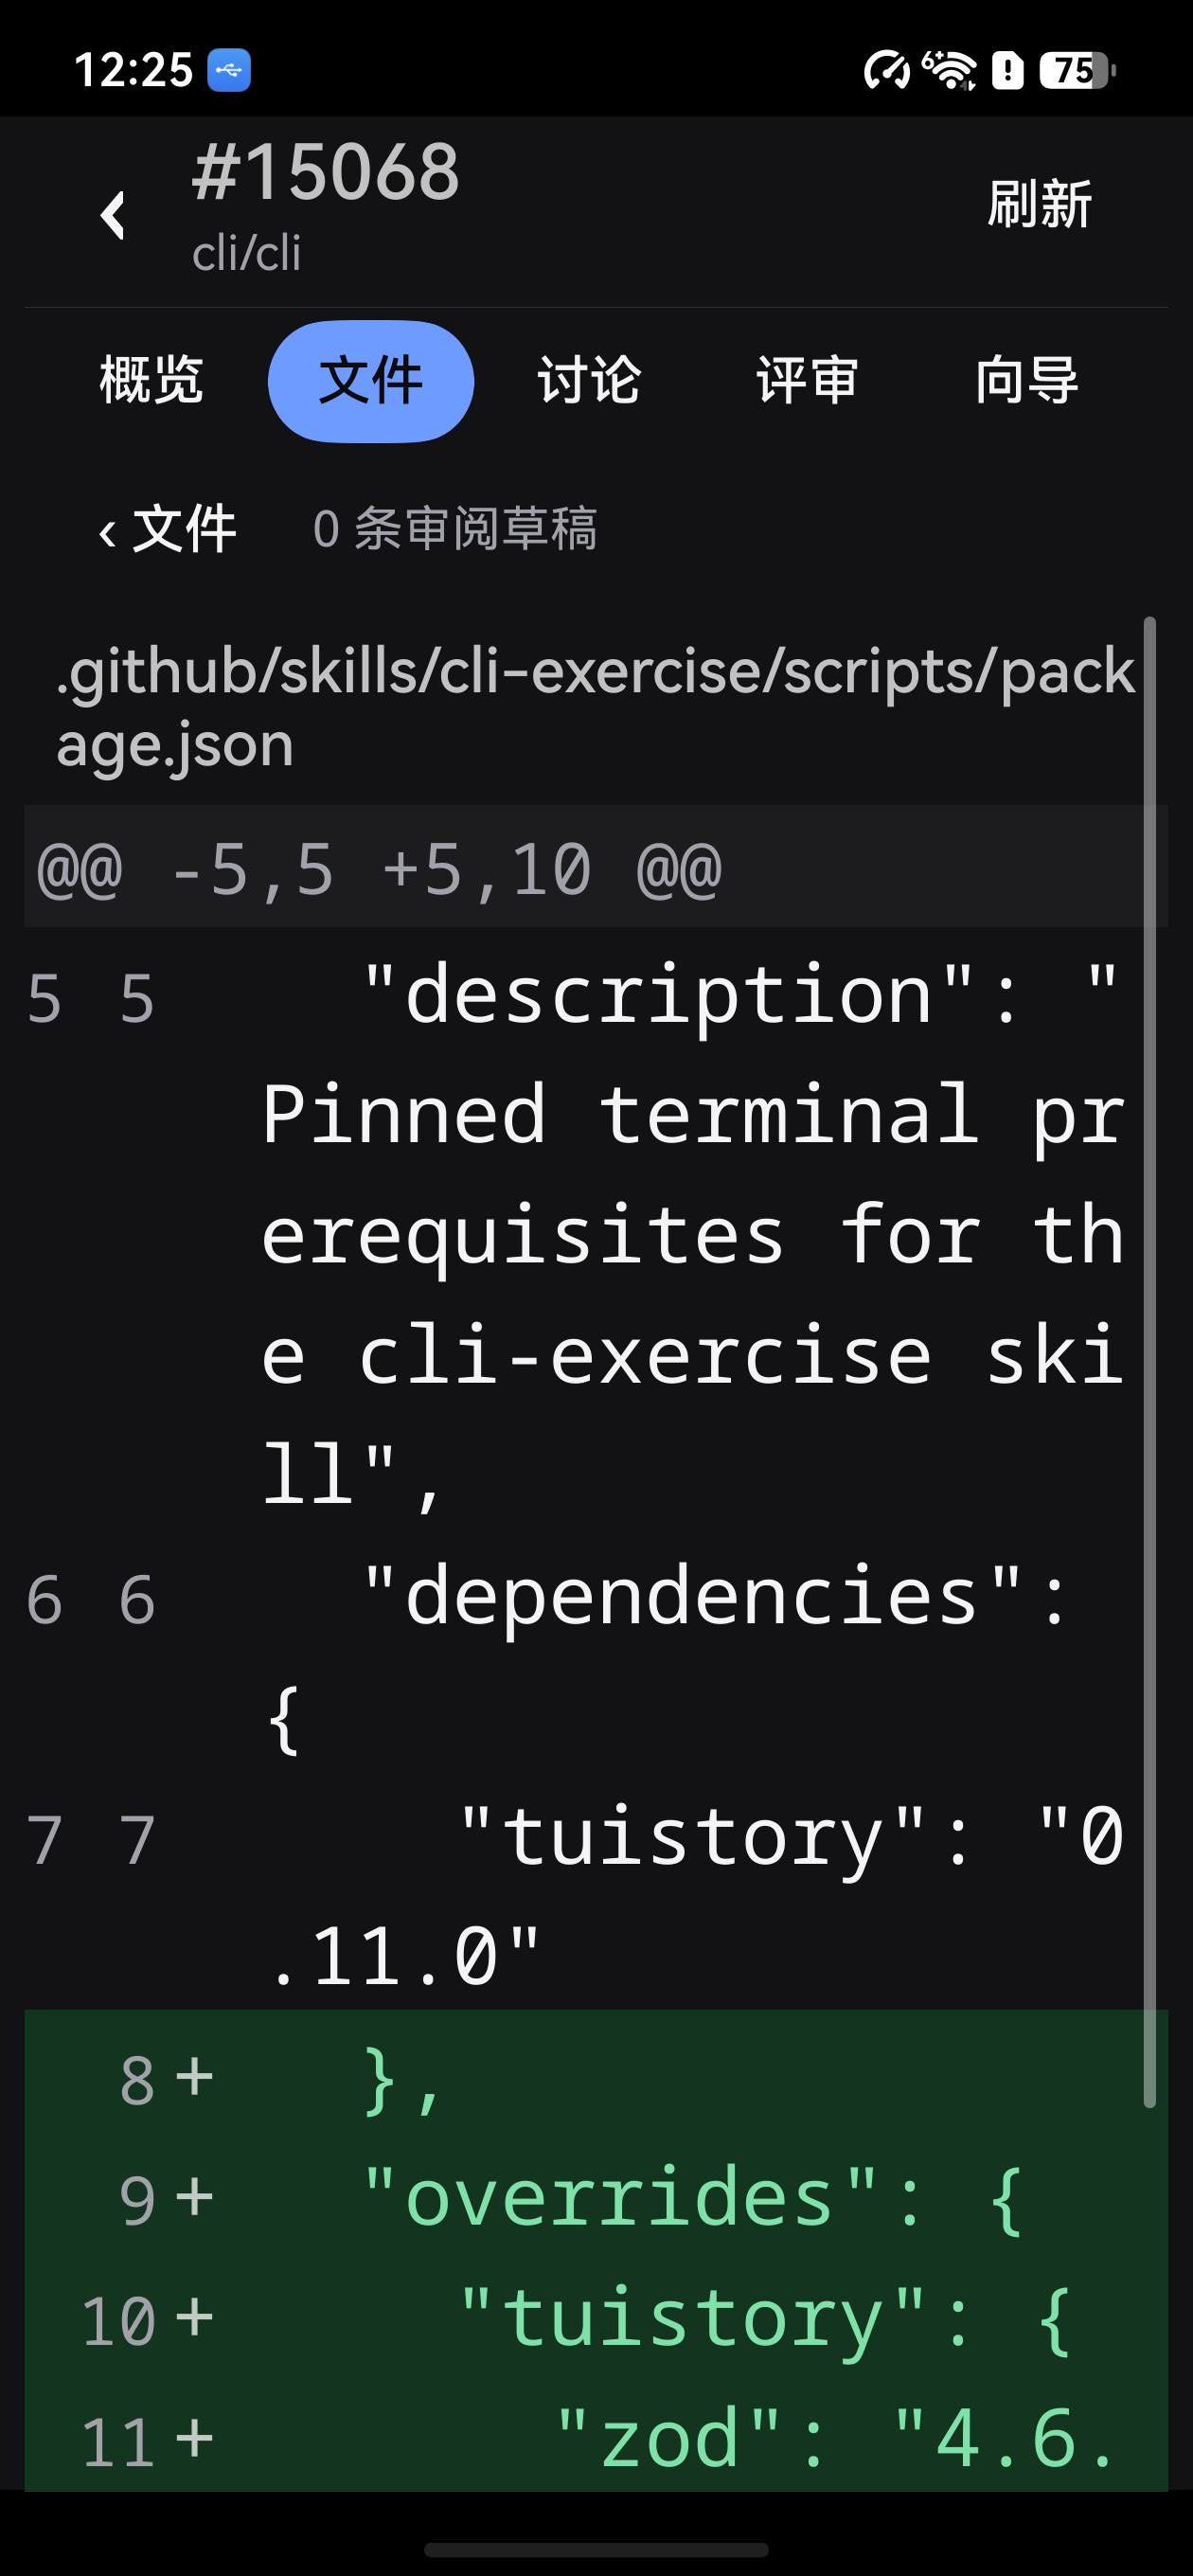 12:25
6+
75
#15068
cli/cli
刷新
概览 文件 讨论 评审 向导
‹ 文件 0 条审阅草稿
.github/skills/cli-exercise/scripts/pack
age.json
@@ -5,5 +5,10 @@
5 5 "description": "
Pinned terminal pr
erequisites for th
e cli-exercise ski
ll",
6 6 "dependencies":
{
7 7 "tuistory": "0
.11.0"
8 + },
9 + "overrides": {
10 + "tuistory": {
11 + "zod": "4.6.